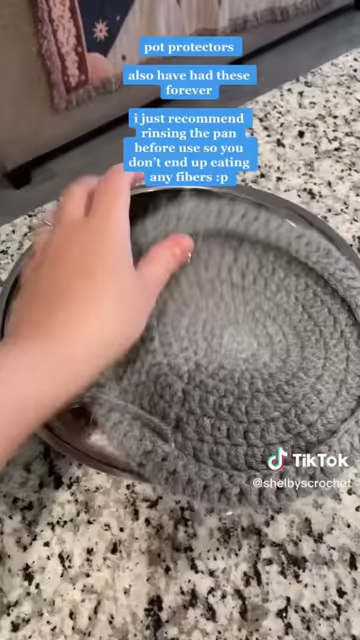 pot protectors
also have had these
forever
i just recommend
rinsing the pan
before use so you
don't end up eating
any fibers :p
TikTok
@shelbyscrochet